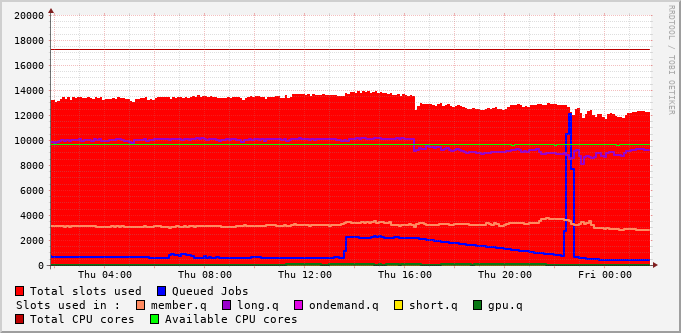 20000
18000
16000
14000
12000
10000
8000
6000
4000
2000
0
Thu 04:00 Thu 08:00 Thu 12:00 Thu 16:00 Thu 20:00 Fri 00:00
RRDTOOL / TOBI OETIKER
Total slots used Queued Jobs
Slots used in : member.q long.q ondemand.q short.q gpu.q
Total CPU cores Available CPU cores